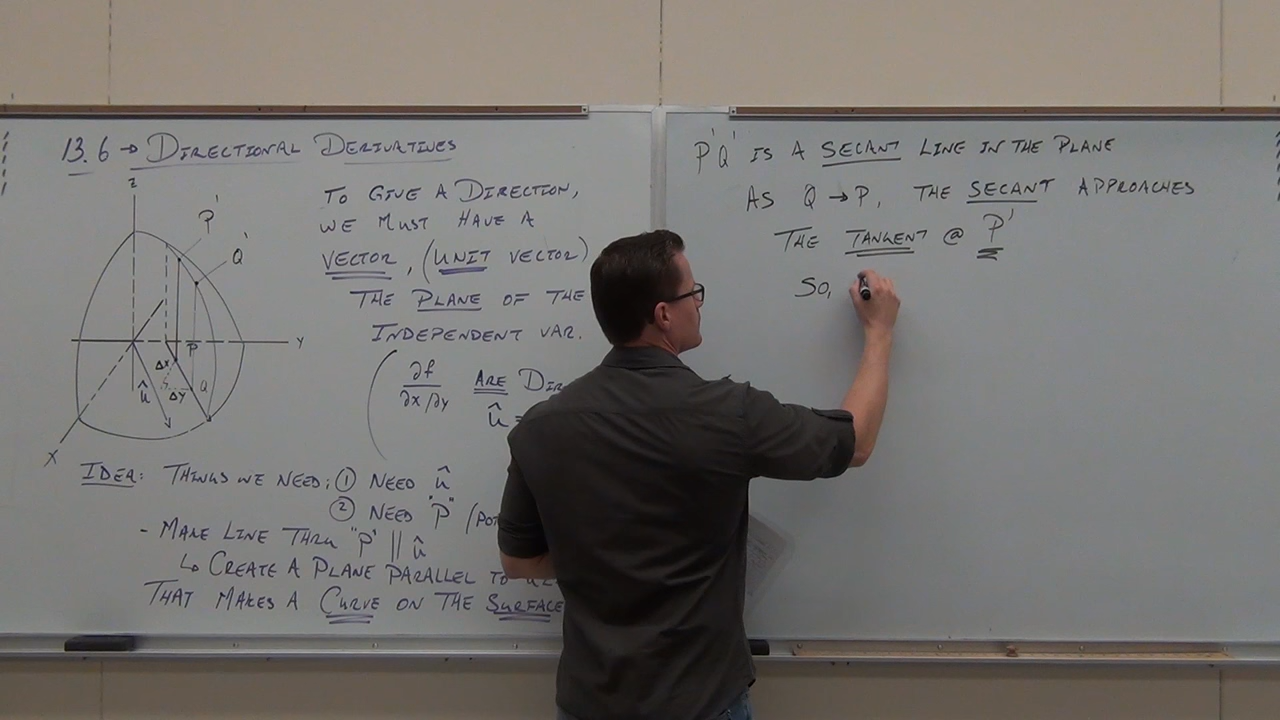 13.6 → DIRECTIONAL DERIVATIVES
Z
P'
Q'
Y
P
ΔX
Q
ΔY
û
X
TO GIVE A DIRECTION,
WE MUST HAVE A
VECTOR, (UNIT VECTOR)
THE PLANE OF THE
INDEPENDENT VAR.
∂f
∂x/∂y
ARE DIR
û =
IDEA: THINGS WE NEED; ① NEED û
② NEED "P" (
- MAKE LINE THRU "P" ∥ û
↳ CREATE A PLANE PARALLEL TO
THAT MAKES A CURVE ON THE SURFACE
P'Q' IS A SECANT LINE IN THE PLANE
AS Q → P, THE SECANT APPROACHES
THE TANGENT @ P'
SO,